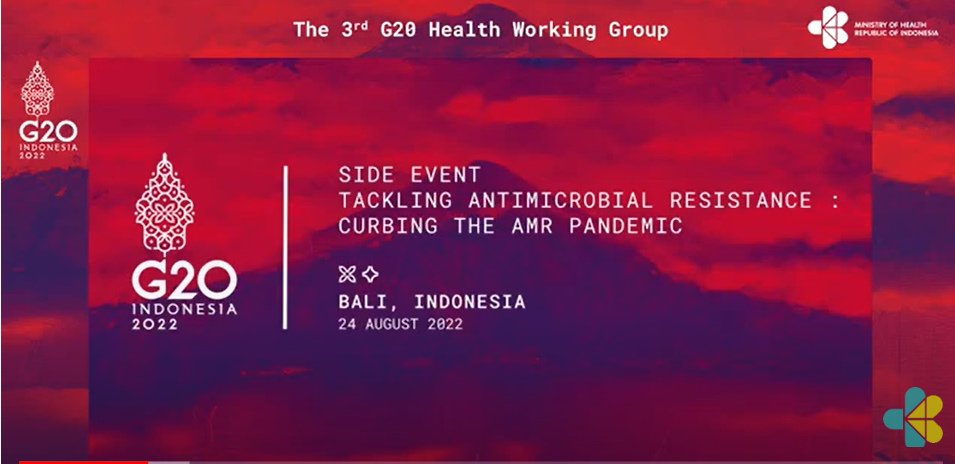 The 3rd G20 Health Working Group
MINISTRY OF HEALTH
REPUBLIC OF INDONESIA
G20
INDONESIA
2022
SIDE EVENT
TACKLING ANTIMICROBIAL RESISTANCE :
CURBING THE AMR PANDEMIC
G20
INDONESIA
2022
BALI, INDONESIA
24 AUGUST 2022